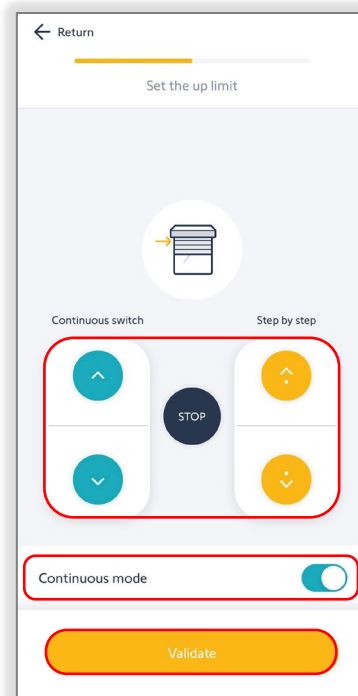 Return
Set the up limit
Continuous switch
Step by step
STOP
Continuous mode
Validate